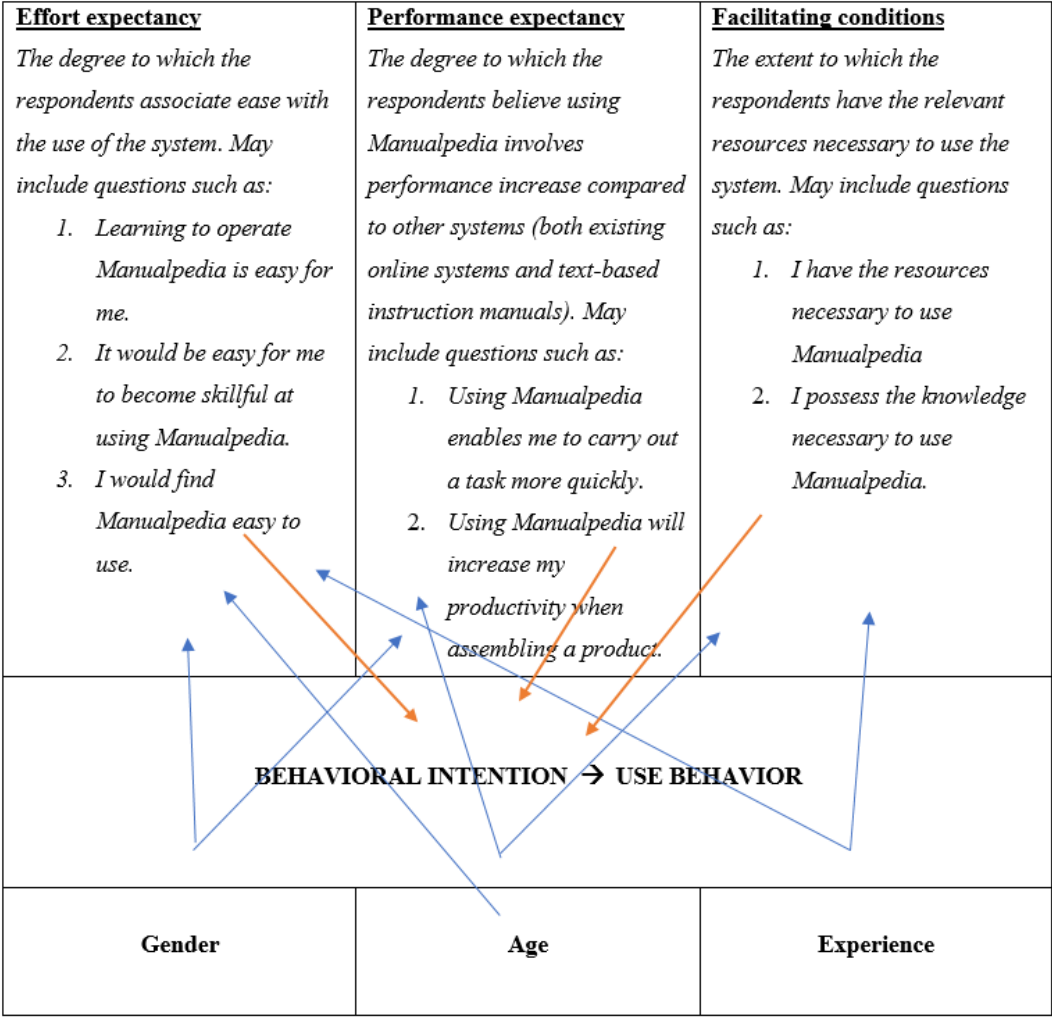 Effort expectancy
The degree to which the
respondents associate ease with
the use of the system. May
include questions such as:
1. Learning to operate
Manualpedia is easy for
me.
2. It would be easy for me
to become skillful at
using Manualpedia.
3. I would find
Manualpedia easy to
use.
Performance expectancy
The degree to which the
respondents believe using
Manualpedia involves
performance increase compared
to other systems (both existing
online systems and text-based
instruction manuals). May
include questions such as:
1. Using Manualpedia
enables me to carry out
a task more quickly.
2. Using Manualpedia will
increase my
productivity when
assembling a product.
Facilitating conditions
The extent to which the
respondents have the relevant
resources necessary to use the
system. May include questions
such as:
1. I have the resources
necessary to use
Manualpedia
2. I possess the knowledge
necessary to use
Manualpedia.
BEHAVIORAL INTENTION → USE BEHAVIOR
Gender
Age
Experience